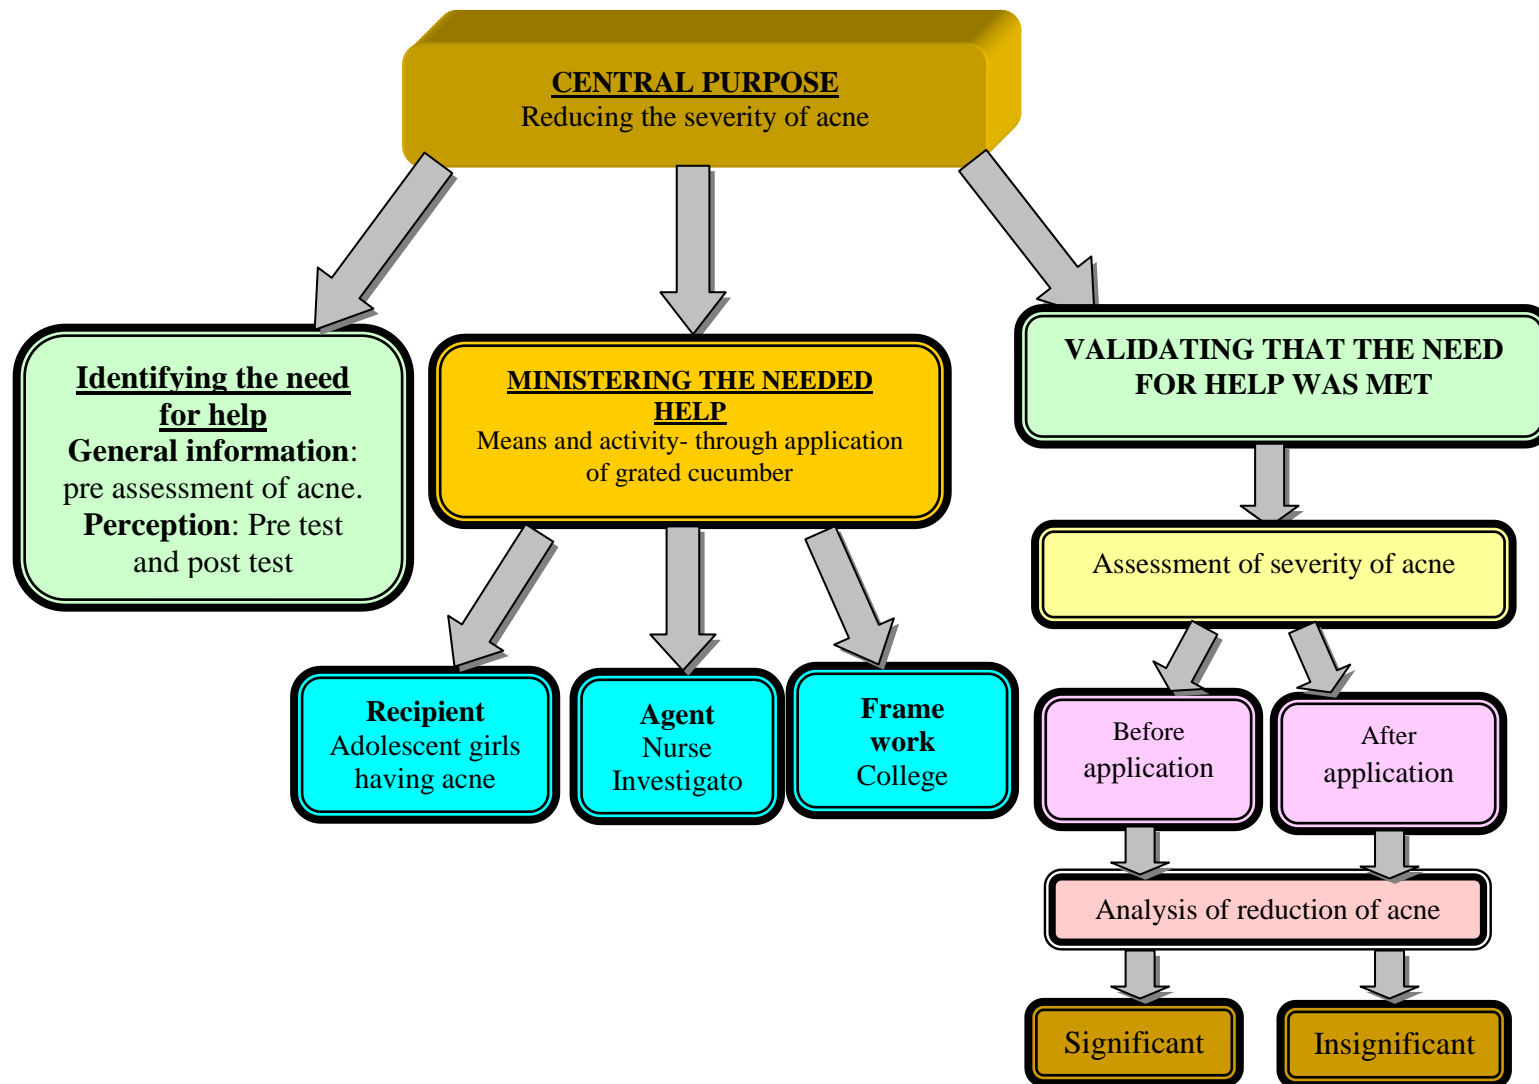 CENTRAL PURPOSE
Reducing the severity of acne
Identifying the need
for help
General information:
pre assessment of acne.
Perception: Pre test
and post test
MINISTERING THE NEEDED
HELP
Means and activity- through application
of grated cucumber
VALIDATING THAT THE NEED
FOR HELP WAS MET
Assessment of severity of acne
Recipient
Adolescent girls
having acne
Agent
Nurse
Investigato
Frame
work
College
Before
application
After
application
Analysis of reduction of acne
Significant
Insignificant